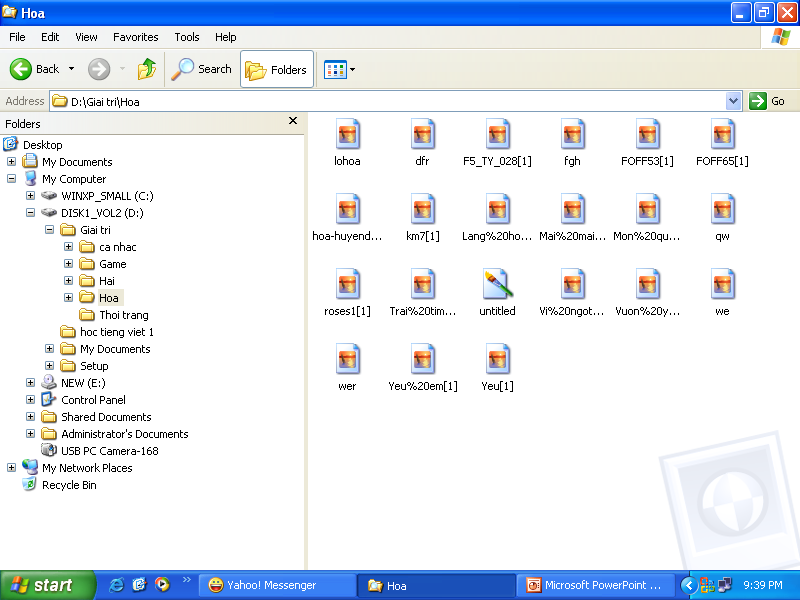 Hoa
File Edit View Favorites Tools Help
Back Search Folders
Address D:\Giai tri\Hoa Go
Folders
Desktop
My Documents
My Computer
WINXP_SMALL (C:)
DISK1_VOL2 (D:)
Giai tri
ca nhac
Game
Hai
Hoa
Thoi trang
hoc tieng viet 1
My Documents
Setup
NEW (E:)
Control Panel
Shared Documents
Administrator's Documents
USB PC Camera-168
My Network Places
Recycle Bin
lohoa dfr F5_TY_028[1] fgh FOFF53[1] FOFF65[1]
hoa-huyend... km7[1] Lang%20ho... Mai%20mai... Mon%20qu... qw
roses1[1] Trai%20tim... untitled Vi%20ngot... Vuon%20y... we
wer Yeu%20em[1] Yeu[1]
start Yahoo! Messenger Hoa Microsoft PowerPoint ... 9:39 PM